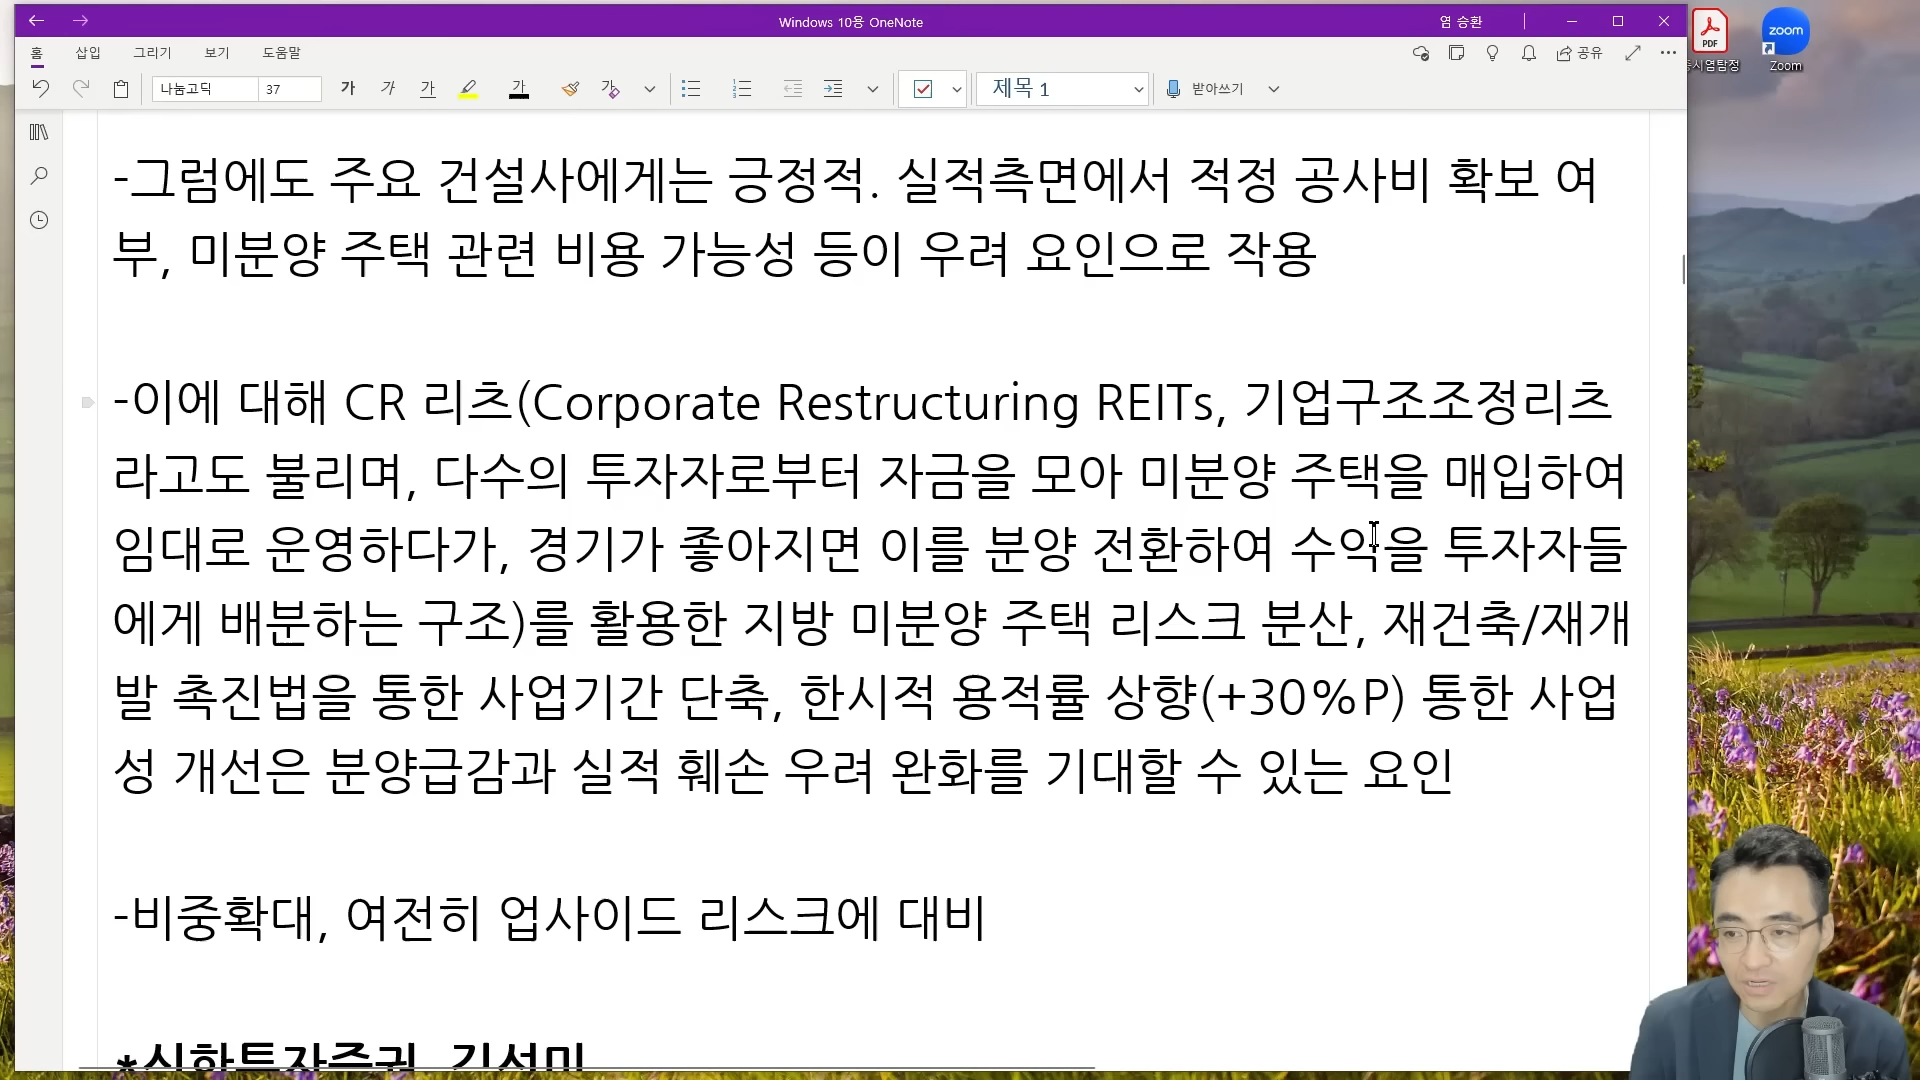 Windows 10용 OneNote
염 승환
홈 삽입 그리기 보기 도움말
공유
나눔고딕 37 가 가 가 가 제목 1 받아쓰기
PDF
zoom
Zoom
-그럼에도 주요 건설사에게는 긍정적. 실적측면에서 적정 공사비 확보 여
부, 미분양 주택 관련 비용 가능성 등이 우려 요인으로 작용
-이에 대해 CR 리츠(Corporate Restructuring REITs, 기업구조조정리츠
라고도 불리며, 다수의 투자자로부터 자금을 모아 미분양 주택을 매입하여
임대로 운영하다가, 경기가 좋아지면 이를 분양 전환하여 수익을 투자자들
에게 배분하는 구조)를 활용한 지방 미분양 주택 리스크 분산, 재건축/재개
발 촉진법을 통한 사업기간 단축, 한시적 용적률 상향(+30%P) 통한 사업
성 개선은 분양급감과 실적 훼손 우려 완화를 기대할 수 있는 요인
-비중확대, 여전히 업사이드 리스크에 대비
*신한투자증권 김선미